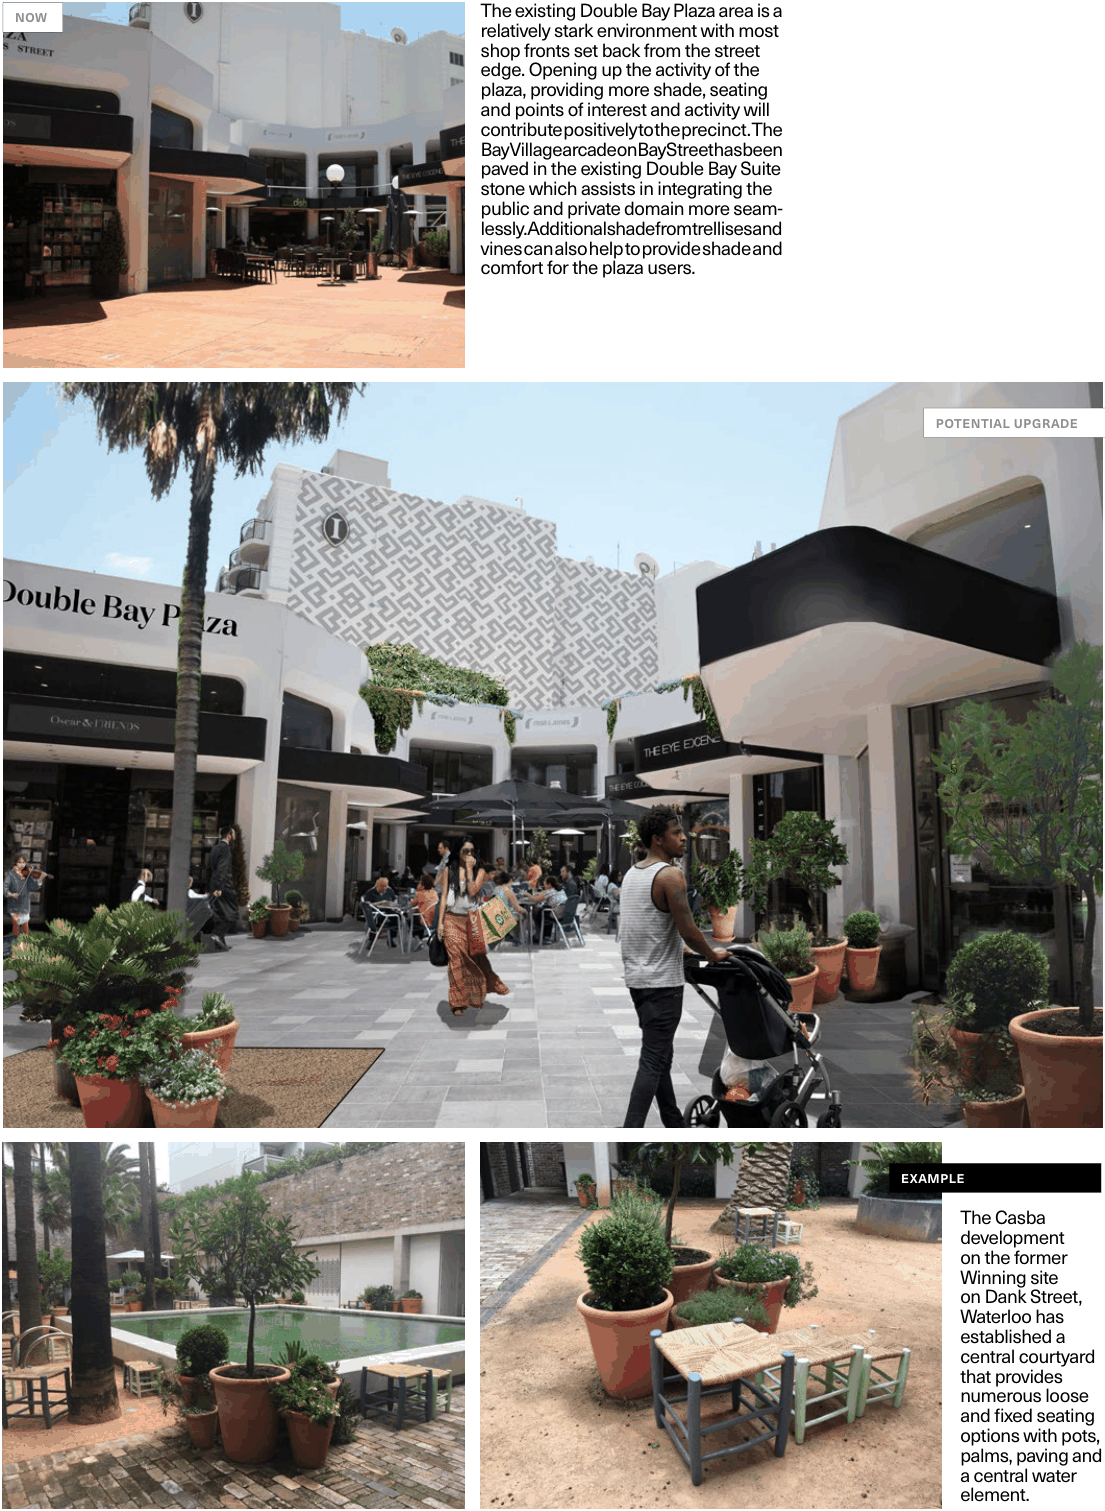 NOW
ZA
S STREET
The existing Double Bay Plaza area is a
relatively stark environment with most
shop fronts set back from the street
edge. Opening up the activity of the
plaza, providing more shade, seating
and points of interest and activity will
contribute positively to the precinct. The
Bay Village arcade on Bay Street has been
paved in the existing Double Bay Suite
stone which assists in integrating the
public and private domain more seam-
lessly. Additional shade from trellises and
vines can also help to provide shade and
comfort for the plaza users.
dish
THE EYE
POTENTIAL UPGRADE
I
Double Bay P aza
Oscar & FRIENDS
THE EYE
THE EYE
EXAMPLE
The Casba
development
on the former
Winning site
on Dank Street,
Waterloo has
established a
central courtyard
that provides
numerous loose
and fixed seating
options with pots,
palms, paving and
a central water
element.